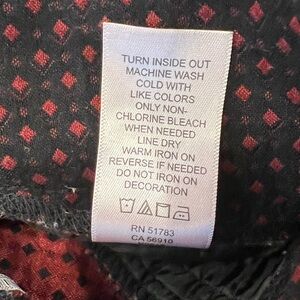 TURN INSIDE OUT
MACHINE WASH
COLD WITH
LIKE COLORS
ONLY NON-
CHLORINE BLEACH
WHEN NEEDED
LINE DRY
WARM IRON ON
REVERSE IF NEEDED
DO NOT IRON ON
DECORATION
RN 51783
CA 56910